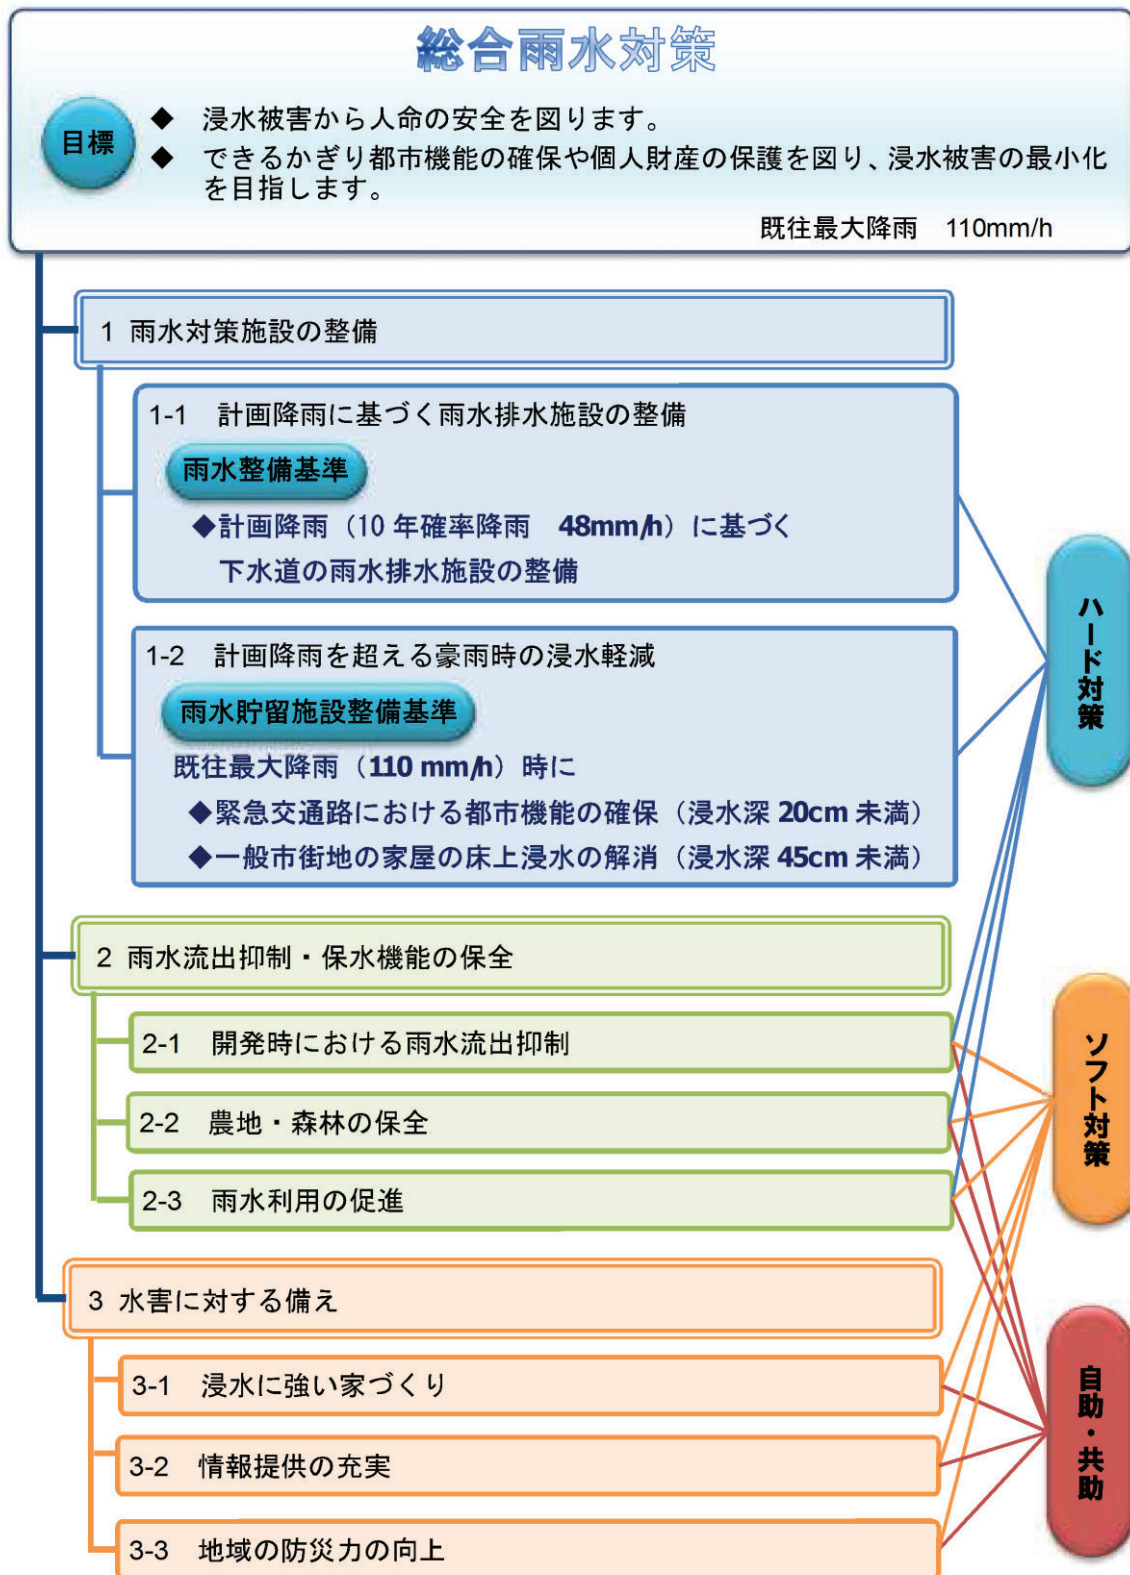 総合雨水対策
目標
◆ 浸水被害から人命の安全を図ります。
◆ できるかぎり都市機能の確保や個人財産の保護を図り、浸水被害の最小化
を目指します。
既往最大降雨 110mm/h
1 雨水対策施設の整備
1-1 計画降雨に基づく雨水排水施設の整備
雨水整備基準
◆計画降雨（10 年確率降雨 48mm/h）に基づく
下水道の雨水排水施設の整備
1-2 計画降雨を超える豪雨時の浸水軽減
雨水貯留施設整備基準
既往最大降雨（110 mm/h）時に
◆緊急交通路における都市機能の確保（浸水深 20cm 未満）
◆一般市街地の家屋の床上浸水の解消（浸水深 45cm 未満）
ハード対策
2 雨水流出抑制・保水機能の保全
2-1 開発時における雨水流出抑制
2-2 農地・森林の保全
2-3 雨水利用の促進
ソフト対策
3 水害に対する備え
3-1 浸水に強い家づくり
3-2 情報提供の充実
3-3 地域の防災力の向上
自助・共助